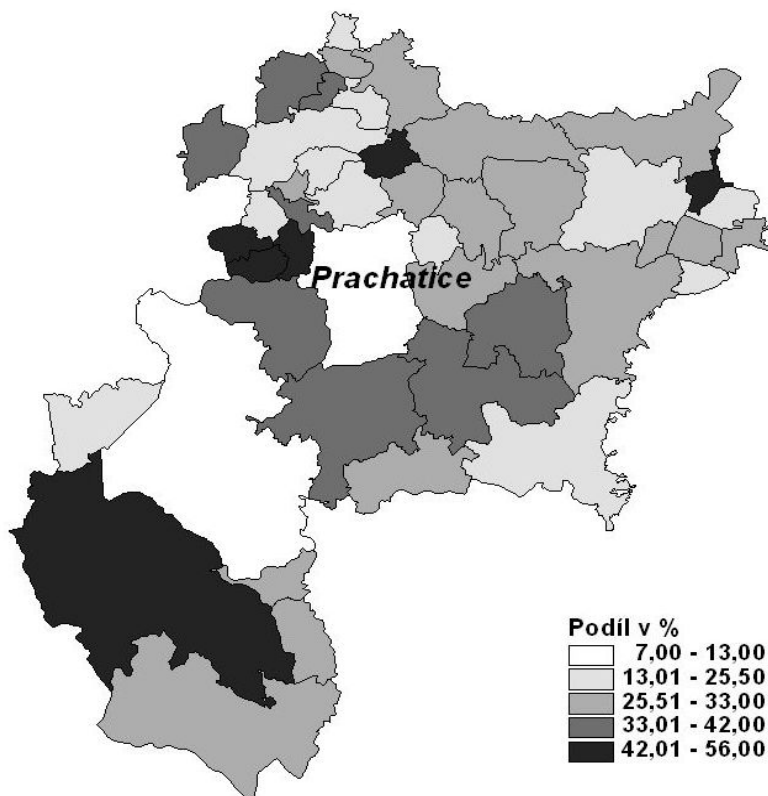 Prachatice
Podíl v %
7,00 - 13,00
13,01 - 25,50
25,51 - 33,00
33,01 - 42,00
42,01 - 56,00